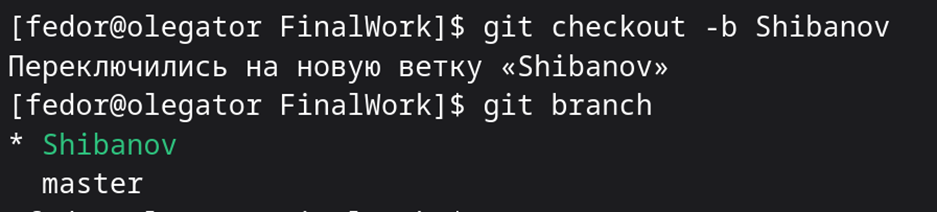 [fedor@olegator FinalWork]$ git checkout -b Shibanov
Переключились на новую ветку «Shibanov»
[fedor@olegator FinalWork]$ git branch
* Shibanov
  master